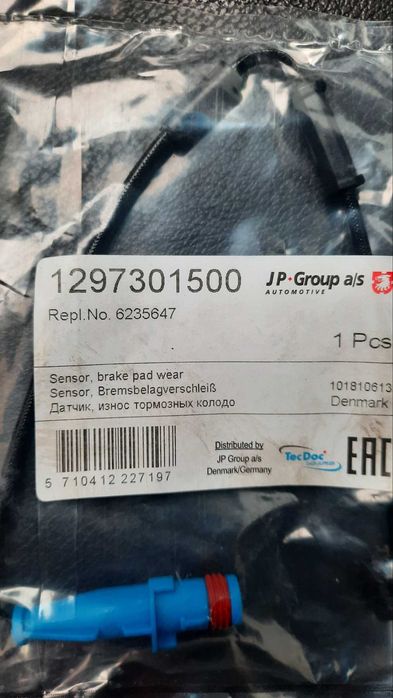 1297301500
JP Group a/s
AUTOMOTIVE
Repl.No. 6235647
1 Pcs
Sensor, brake pad wear
Sensor, Bremsbelagverschleiß
Датчик, износ тормозных колодо
101810613
Denmark
5 710412 227197
Distributed by
JP Group a/s
Denmark/Germany
TecDoc
EAC